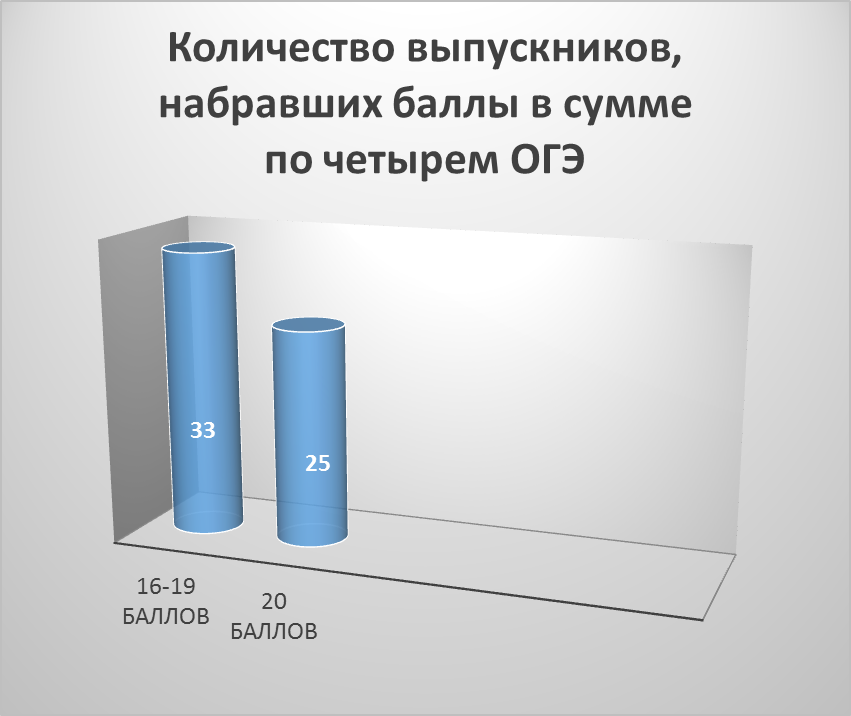 Количество выпускников,
набравших баллы в сумме
по четырем ОГЭ
33
25
16-19
БАЛЛОВ
20
БАЛЛОВ